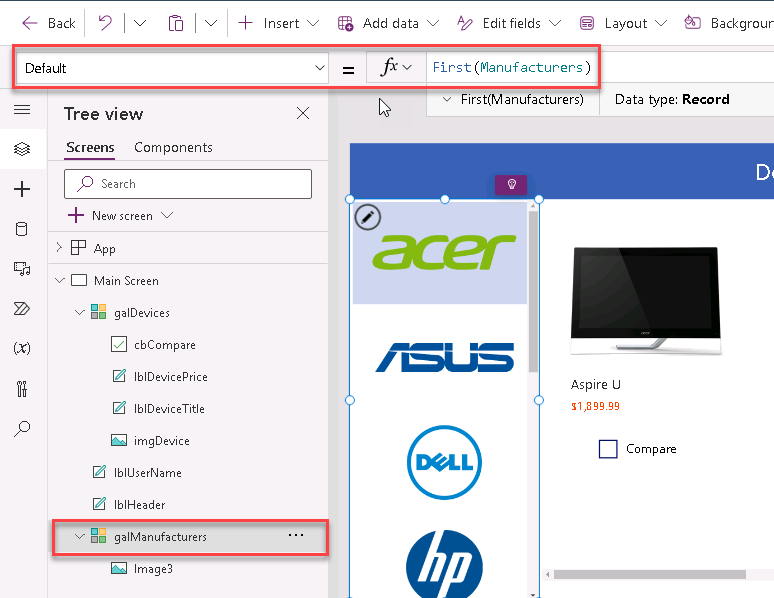 Back
Insert
Add data
Edit fields
Layout
Backgroun
Default
=
fx
First(Manufacturers)
First(Manufacturers)
Data type: Record
Tree view
Screens
Components
Search
New screen
App
Main Screen
galDevices
cbCompare
lblDevicePrice
lblDeviceTitle
imgDevice
lblUserName
lblHeader
galManufacturers
Image3
De
acer
ASUS
DELL
hp
acer
Aspire U
$1,899.99
Compare